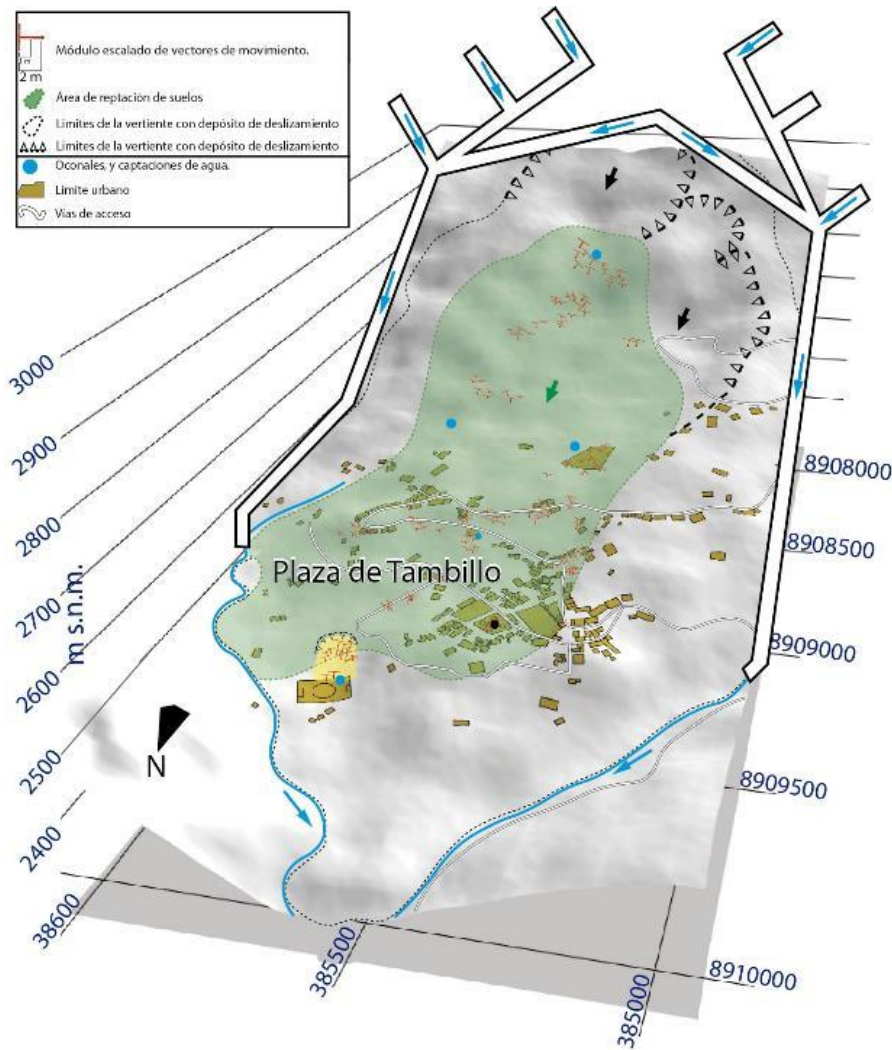 1 m
2 m
Módulo escalado de vectores de movimiento.
Área de reptación de suelos
Limites de la vertiente con depósito de deslizamiento
Limites de la vertiente con depósito de deslizamiento
Oconales, y captaciones de agua.
Limite urbano
Vias de acceso
3000
2900
2800
2700
2600
2500
2400
m s.n.m.
Plaza de Tambillo
N
8908000
8908500
8909000
8909500
8910000
38600
385500
385000